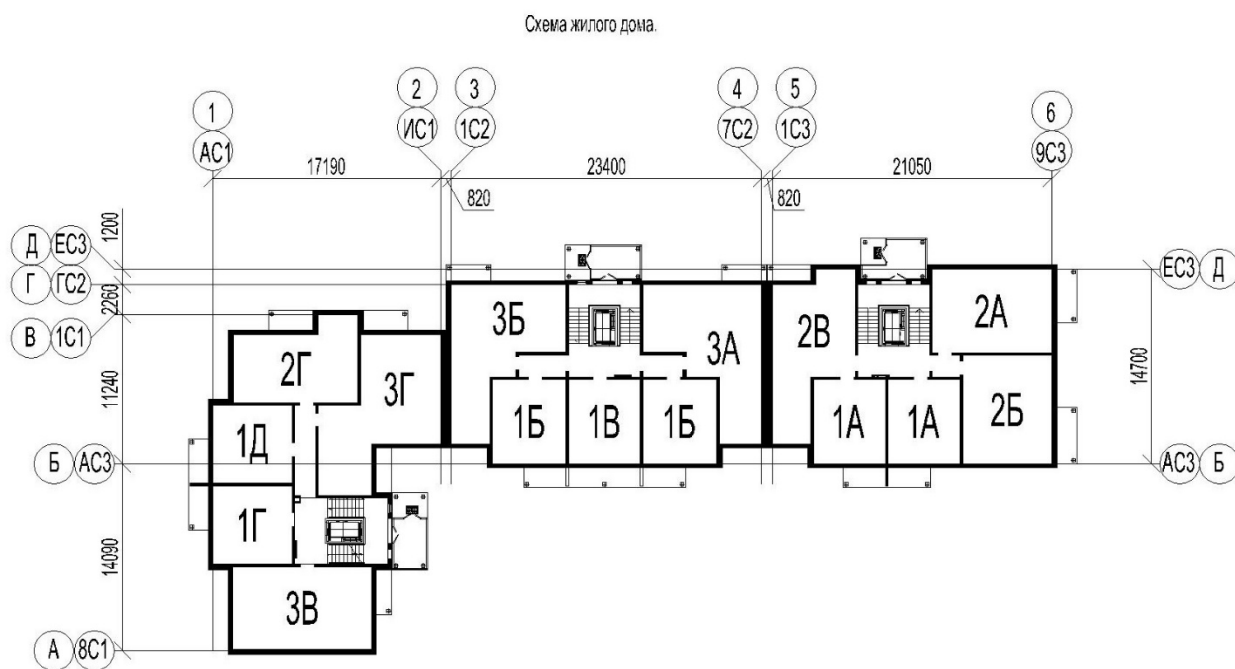 Схема жилого дома.
1 2 3 4 5 6
АС1 ИС1 1С2 7С2 1С3 9С3
17190 23400 21050
820 820
1200
Д ЕС3 ЕС3 Д
Г ГС2
2260
В 1С1
3Б 3А 2В 2А
2Г 3Г
11240 14700
1Д 1Б 1В 1Б 1А 1А 2Б
Б АС3 АС3 Б
1Г
14090
3В
А 8С1